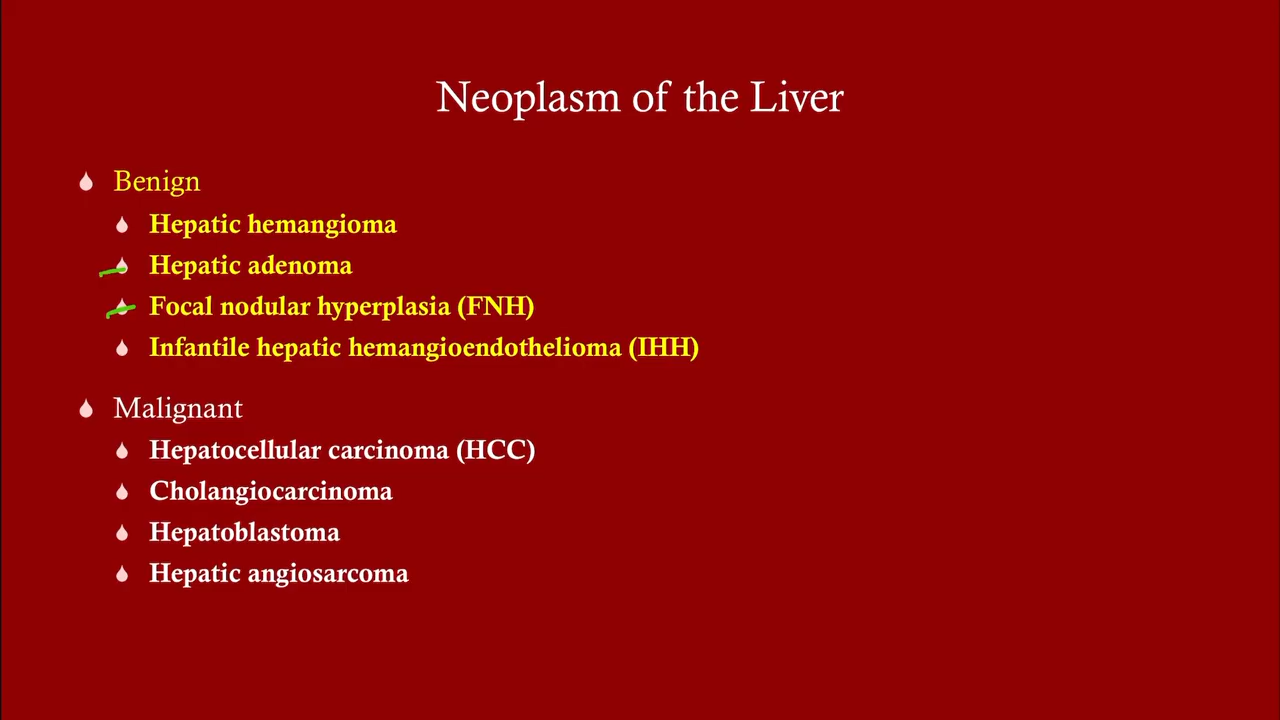 Neoplasm of the Liver
Benign
Hepatic hemangioma
Hepatic adenoma
Focal nodular hyperplasia (FNH)
Infantile hepatic hemangioendothelioma (IHH)
Malignant
Hepatocellular carcinoma (HCC)
Cholangiocarcinoma
Hepatoblastoma
Hepatic angiosarcoma